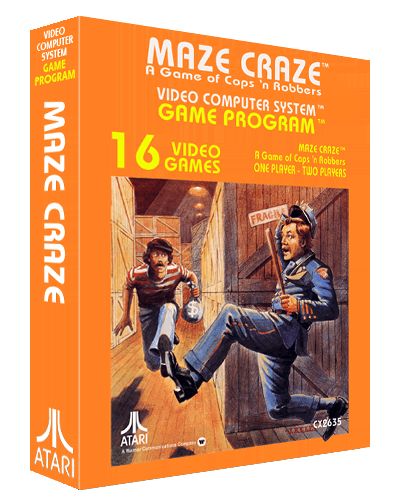 VIDEO
COMPUTER
SYSTEM
GAME
PROGRAM
MAZE CRAZE
ATARI
MAZE CRAZE™
A Game of Cops 'n Robbers
VIDEO COMPUTER SYSTEM™
GAME PROGRAM™
16 VIDEO
GAMES
MAZE CRAZE™
A Game of Cops 'n Robbers
ONE PLAYER - TWO PLAYERS
FRAGILE
$
ATARI
A Warner Communications Company
CX2635